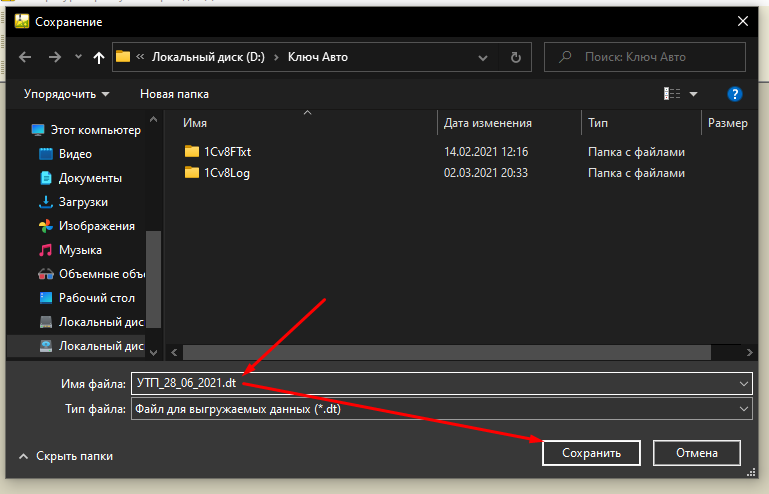 Сохранение
« Локальный диск (D:) › Ключ Авто
Поиск: Ключ Авто
Упорядочить Новая папка
Имя Дата изменения Тип Размер
Этот компьютер
Видео
Документы
Загрузки
Изображения
Музыка
Объемные объ
Рабочий стол
Локальный дис
Локальный дис
1Cv8FTxt 14.02.2021 12:16 Папка с файлами
1Cv8Log 02.03.2021 20:33 Папка с файлами
Имя файла: УТП_28_06_2021.dt
Тип файла: Файл для выгружаемых данных (*.dt)
Скрыть папки Сохранить Отмена